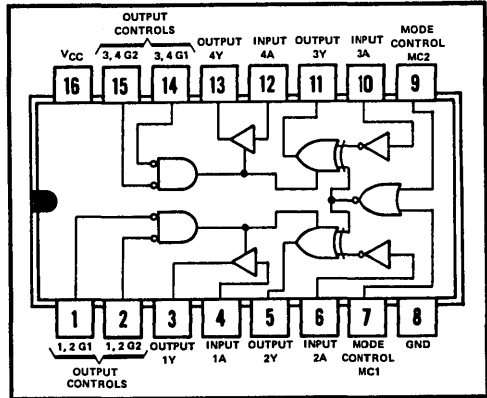 OUTPUT CONTROLS
VCC 3, 4 G2 3, 4 G1 OUTPUT 4Y INPUT 4A OUTPUT 3Y INPUT 3A MODE CONTROL MC2
16 15 14 13 12 11 10 9
1 2 3 4 5 6 7 8
1, 2 G1 1, 2 G2 OUTPUT 1Y INPUT 1A OUTPUT 2Y INPUT 2A MODE CONTROL MC1 GND
OUTPUT CONTROLS